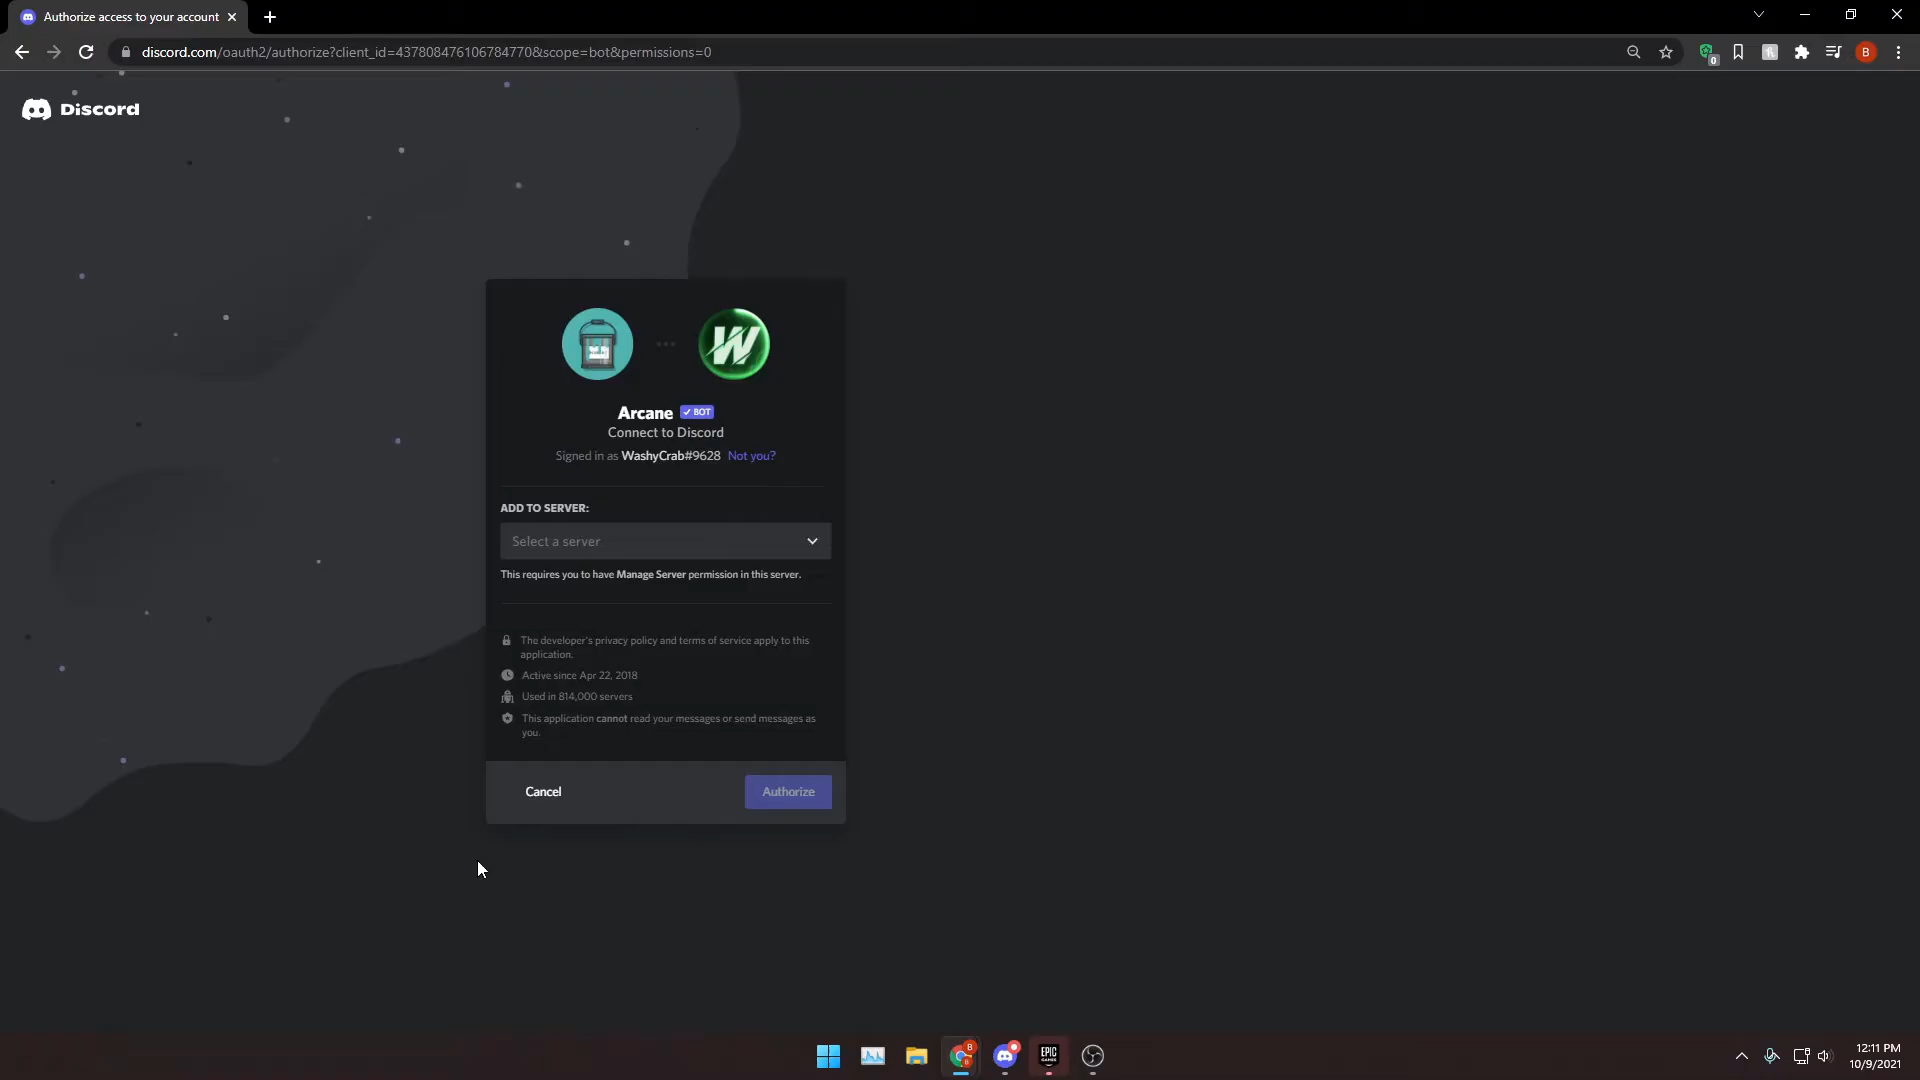 Authorize access to your account
discord.com/oauth2/authorize?client_id=437808476106784770&scope=bot&permissions=0
0
B
Discord
W
Arcane ✓ BOT
Connect to Discord
Signed in as WashyCrab#9628 Not you?
ADD TO SERVER:
Select a server
This requires you to have Manage Server permission in this server.
The developer's privacy policy and terms of service apply to this
application.
Active since Apr 22, 2018
Used in 814,000 servers
This application cannot read your messages or send messages as
you.
Cancel
Authorize
B
EPIC
GAMES
12:11 PM
10/9/2021